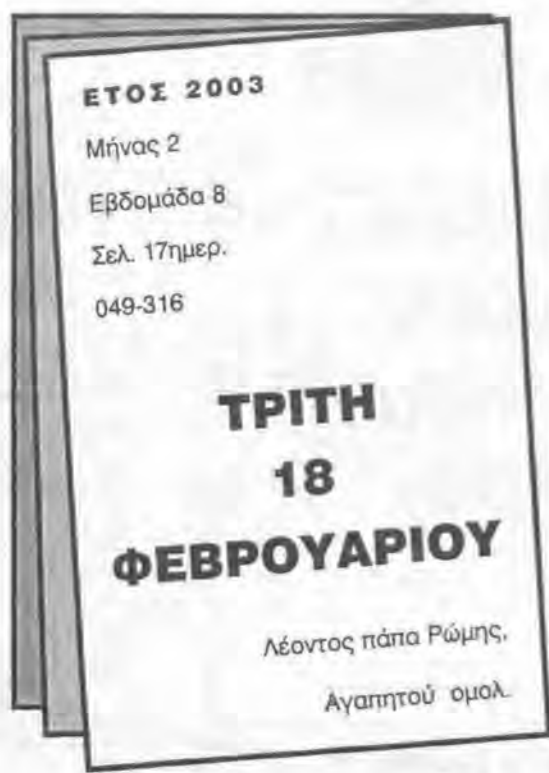 ΕΤΟΣ 2003
Μήνας 2
Εβδομάδα 8
Σελ. 17ημερ.
049-316
ΤΡΙΤΗ
18
ΦΕΒΡΟΥΑΡΙΟΥ
Λέοντος πάπα Ρώμης,
Αγαπητού ομολ.